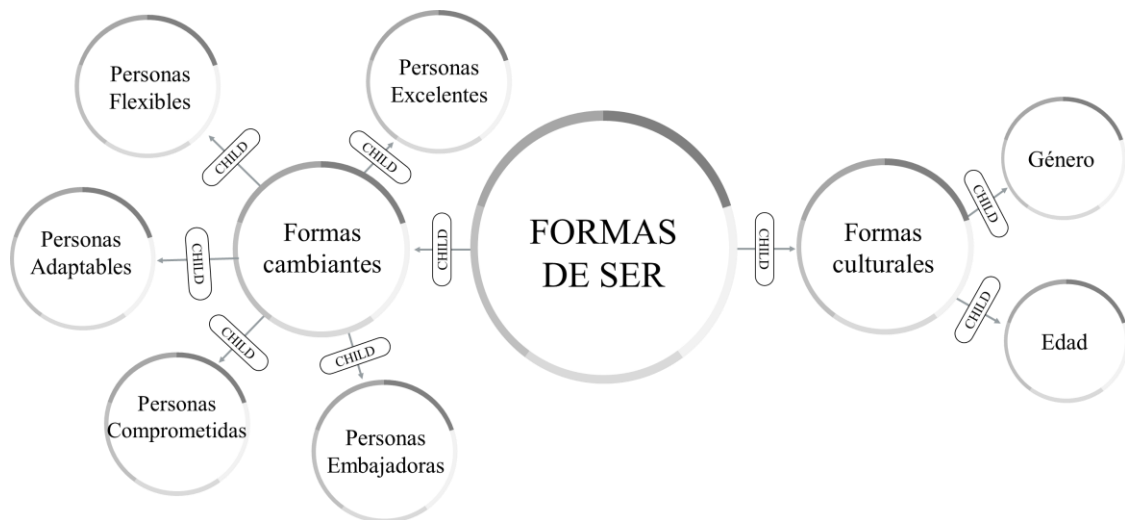 Personas
Flexibles
Personas
Excelentes
CHILD
CHILD
Personas
Adaptables
CHILD
Formas
cambiantes
CHILD
FORMAS
DE SER
CHILD
Formas
culturales
CHILD
Género
CHILD
Edad
CHILD
Personas
Comprometidas
CHILD
Personas
Embajadoras